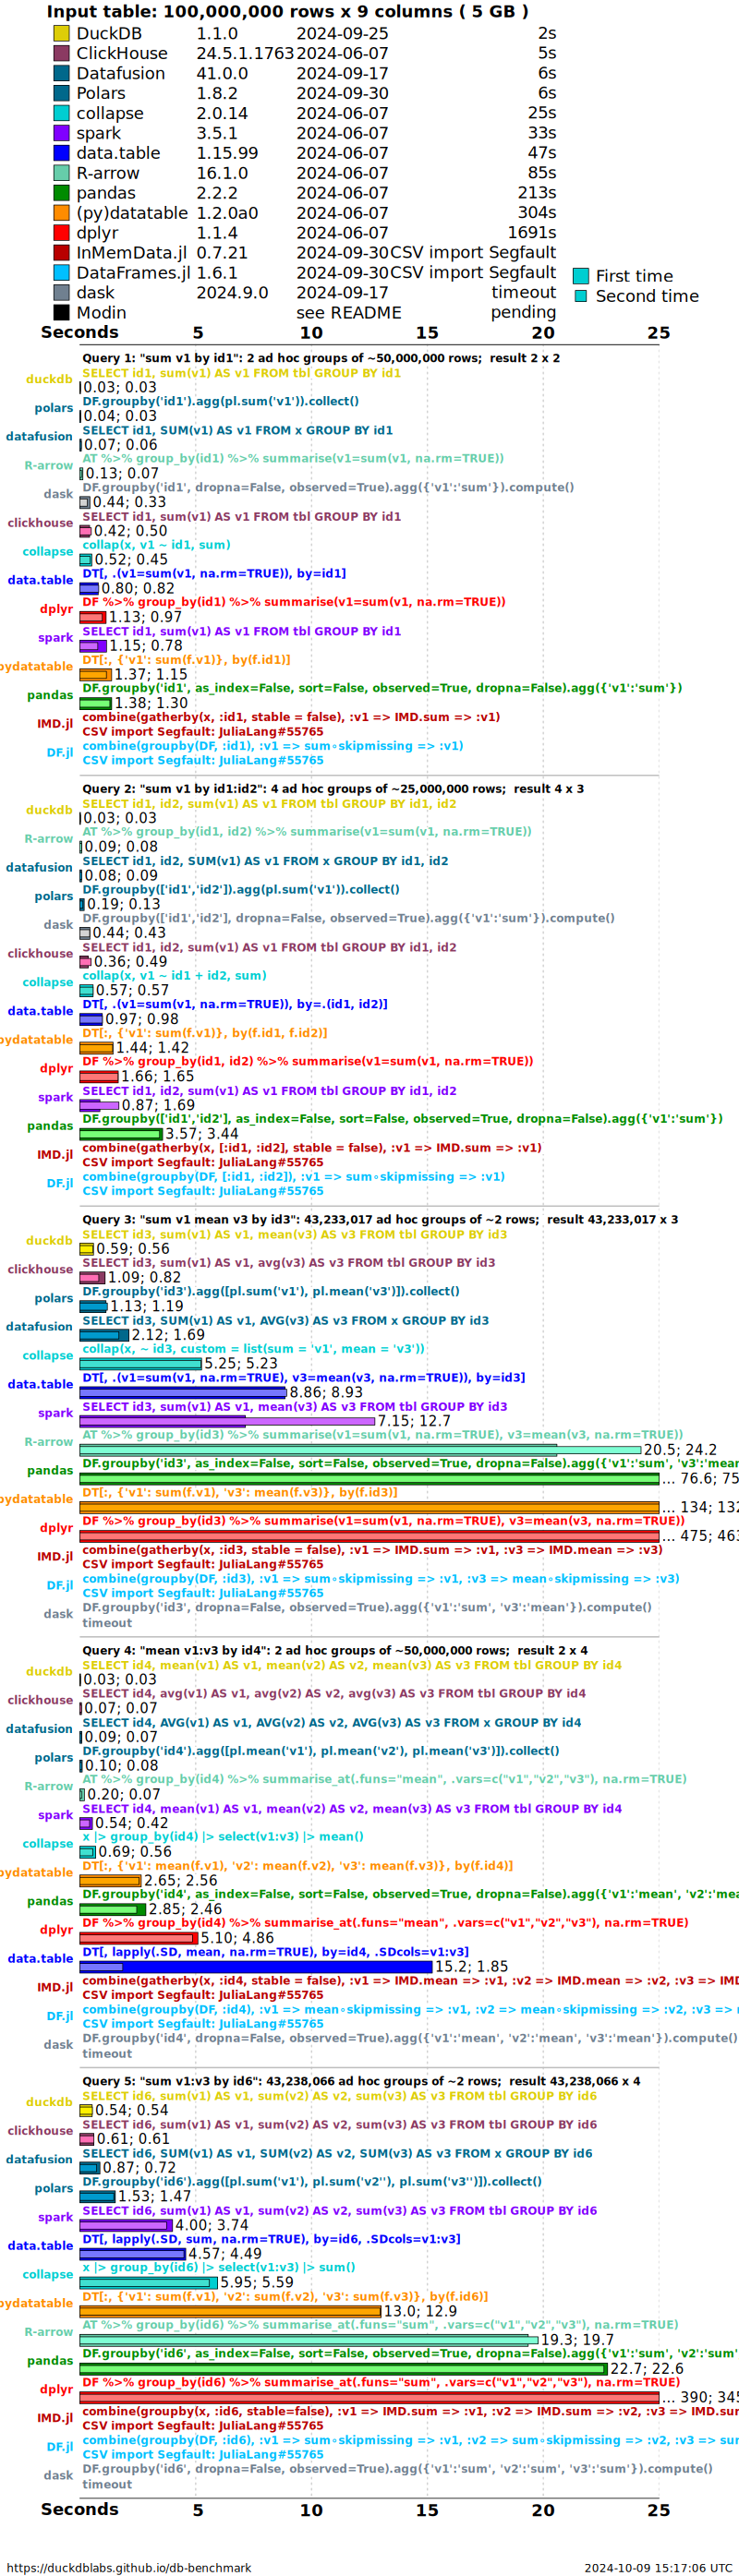 Input table: 100,000,000 rows x 9 columns ( 5 GB )
DuckDB 1.1.0 2024-09-25 2s
ClickHouse 24.5.1.1763 2024-06-07 5s
Datafusion 41.0.0 2024-09-17 6s
Polars 1.8.2 2024-09-30 6s
collapse 2.0.14 2024-06-07 25s
spark 3.5.1 2024-06-07 33s
data.table 1.15.99 2024-06-07 47s
R-arrow 16.1.0 2024-06-07 85s
pandas 2.2.2 2024-06-07 213s
(py)datatable 1.2.0a0 2024-06-07 304s
dplyr 1.1.4 2024-06-07 1691s
InMemData.jl 0.7.21 2024-09-30 CSV import Segfault
DataFrames.jl 1.6.1 2024-09-30 CSV import Segfault
dask 2024.9.0 2024-09-17 timeout
Modin see README pending
First time
Second time
Seconds 5 10 15 20 25
Query 1: "sum v1 by id1": 2 ad hoc groups of ~50,000,000 rows; result 2 x 2
SELECT id1, sum(v1) AS v1 FROM tbl GROUP BY id1
duckdb 0.03; 0.03
DF.groupby('id1').agg(pl.sum('v1')).collect()
polars 0.04; 0.03
SELECT id1, SUM(v1) AS v1 FROM x GROUP BY id1
datafusion 0.07; 0.06
AT %>% group_by(id1) %>% summarise(v1=sum(v1, na.rm=TRUE))
R-arrow 0.13; 0.07
DF.groupby('id1', dropna=False, observed=True).agg({'v1':'sum'}).compute()
dask 0.44; 0.33
SELECT id1, sum(v1) AS v1 FROM tbl GROUP BY id1
clickhouse 0.42; 0.50
collap(x, v1 ~ id1, sum)
collapse 0.52; 0.45
DT[, .(v1=sum(v1, na.rm=TRUE)), by=id1]
data.table 0.80; 0.82
DF %>% group_by(id1) %>% summarise(v1=sum(v1, na.rm=TRUE))
dplyr 1.13; 0.97
SELECT id1, sum(v1) AS v1 FROM tbl GROUP BY id1
spark 1.15; 0.78
DT[:, {'v1': sum(f.v1)}, by(f.id1)]
pydatatable 1.37; 1.15
DF.groupby('id1', as_index=False, sort=False, observed=True, dropna=False).agg({'v1':'sum'})
pandas 1.38; 1.30
combine(gatherby(x, :id1, stable = false), :v1 => IMD.sum => :v1)
IMD.jl CSV import Segfault: JuliaLang#55765
combine(groupby(DF, :id1), :v1 => sum∘skipmissing => :v1)
DF.jl CSV import Segfault: JuliaLang#55765
Query 2: "sum v1 by id1:id2": 4 ad hoc groups of ~25,000,000 rows; result 4 x 3
SELECT id1, id2, sum(v1) AS v1 FROM tbl GROUP BY id1, id2
duckdb 0.03; 0.03
AT %>% group_by(id1, id2) %>% summarise(v1=sum(v1, na.rm=TRUE))
R-arrow 0.09; 0.08
SELECT id1, id2, SUM(v1) AS v1 FROM x GROUP BY id1, id2
datafusion 0.08; 0.09
DF.groupby(['id1','id2']).agg(pl.sum('v1')).collect()
polars 0.19; 0.13
DF.groupby(['id1','id2'], dropna=False, observed=True).agg({'v1':'sum'}).compute()
dask 0.44; 0.43
SELECT id1, id2, sum(v1) AS v1 FROM tbl GROUP BY id1, id2
clickhouse 0.36; 0.49
collap(x, v1 ~ id1 + id2, sum)
collapse 0.57; 0.57
DT[, .(v1=sum(v1, na.rm=TRUE)), by=.(id1, id2)]
data.table 0.97; 0.98
DT[:, {'v1': sum(f.v1)}, by(f.id1, f.id2)]
pydatatable 1.44; 1.42
DF %>% group_by(id1, id2) %>% summarise(v1=sum(v1, na.rm=TRUE))
dplyr 1.66; 1.65
SELECT id1, id2, sum(v1) AS v1 FROM tbl GROUP BY id1, id2
spark 0.87; 1.69
DF.groupby(['id1','id2'], as_index=False, sort=False, observed=True, dropna=False).agg({'v1':'sum'})
pandas 3.57; 3.44
combine(gatherby(x, [:id1, :id2], stable = false), :v1 => IMD.sum => :v1)
IMD.jl CSV import Segfault: JuliaLang#55765
combine(groupby(DF, [:id1, :id2]), :v1 => sum∘skipmissing => :v1)
DF.jl CSV import Segfault: JuliaLang#55765
Query 3: "sum v1 mean v3 by id3": 43,233,017 ad hoc groups of ~2 rows; result 43,233,017 x 3
SELECT id3, sum(v1) AS v1, mean(v3) AS v3 FROM tbl GROUP BY id3
duckdb 0.59; 0.56
SELECT id3, sum(v1) AS v1, avg(v3) AS v3 FROM tbl GROUP BY id3
clickhouse 1.09; 0.82
DF.groupby('id3').agg([pl.sum('v1'), pl.mean('v3')]).collect()
polars 1.13; 1.19
SELECT id3, SUM(v1) AS v1, AVG(v3) AS v3 FROM x GROUP BY id3
datafusion 2.12; 1.69
collap(x, ~ id3, custom = list(sum = 'v1', mean = 'v3'))
collapse 5.25; 5.23
DT[, .(v1=sum(v1, na.rm=TRUE), v3=mean(v3, na.rm=TRUE)), by=id3]
data.table 8.86; 8.93
SELECT id3, sum(v1) AS v1, mean(v3) AS v3 FROM tbl GROUP BY id3
spark 7.15; 12.7
AT %>% group_by(id3) %>% summarise(v1=sum(v1, na.rm=TRUE), v3=mean(v3, na.rm=TRUE))
R-arrow 20.5; 24.2
DF.groupby('id3', as_index=False, sort=False, observed=True, dropna=False).agg({'v1':'sum', 'v3':'mean
pandas ... 76.6; 75
DT[:, {'v1': sum(f.v1), 'v3': mean(f.v3)}, by(f.id3)]
pydatatable ... 134; 132
DF %>% group_by(id3) %>% summarise(v1=sum(v1, na.rm=TRUE), v3=mean(v3, na.rm=TRUE))
dplyr ... 475; 463
combine(gatherby(x, :id3, stable = false), :v1 => IMD.sum => :v1, :v3 => IMD.mean => :v3)
IMD.jl CSV import Segfault: JuliaLang#55765
combine(groupby(DF, :id3), :v1 => sum∘skipmissing => :v1, :v3 => mean∘skipmissing => :v3)
DF.jl CSV import Segfault: JuliaLang#55765
DF.groupby('id3', dropna=False, observed=True).agg({'v1':'sum', 'v3':'mean'}).compute()
dask timeout
Query 4: "mean v1:v3 by id4": 2 ad hoc groups of ~50,000,000 rows; result 2 x 4
SELECT id4, mean(v1) AS v1, mean(v2) AS v2, mean(v3) AS v3 FROM tbl GROUP BY id4
duckdb 0.03; 0.03
SELECT id4, avg(v1) AS v1, avg(v2) AS v2, avg(v3) AS v3 FROM tbl GROUP BY id4
clickhouse 0.07; 0.07
SELECT id4, AVG(v1) AS v1, AVG(v2) AS v2, AVG(v3) AS v3 FROM x GROUP BY id4
datafusion 0.09; 0.07
DF.groupby('id4').agg([pl.mean('v1'), pl.mean('v2'), pl.mean('v3')]).collect()
polars 0.10; 0.08
AT %>% group_by(id4) %>% summarise_at(.funs="mean", .vars=c("v1","v2","v3"), na.rm=TRUE)
R-arrow 0.20; 0.07
SELECT id4, mean(v1) AS v1, mean(v2) AS v2, mean(v3) AS v3 FROM tbl GROUP BY id4
spark 0.54; 0.42
x |> group_by(id4) |> select(v1:v3) |> mean()
collapse 0.69; 0.56
DT[:, {'v1': mean(f.v1), 'v2': mean(f.v2), 'v3': mean(f.v3)}, by(f.id4)]
pydatatable 2.65; 2.56
DF.groupby('id4', as_index=False, sort=False, observed=True, dropna=False).agg({'v1':'mean', 'v2':'mea
pandas 2.85; 2.46
DF %>% group_by(id4) %>% summarise_at(.funs="mean", .vars=c("v1","v2","v3"), na.rm=TRUE)
dplyr 5.10; 4.86
DT[, lapply(.SD, mean, na.rm=TRUE), by=id4, .SDcols=v1:v3]
data.table 15.2; 1.85
combine(gatherby(x, :id4, stable = false), :v1 => IMD.mean => :v1, :v2 => IMD.mean => :v2, :v3 => IMD
IMD.jl CSV import Segfault: JuliaLang#55765
combine(groupby(DF, :id4), :v1 => mean∘skipmissing => :v1, :v2 => mean∘skipmissing => :v2, :v3 =>
DF.jl CSV import Segfault: JuliaLang#55765
DF.groupby('id4', dropna=False, observed=True).agg({'v1':'mean', 'v2':'mean', 'v3':'mean'}).compute()
dask timeout
Query 5: "sum v1:v3 by id6": 43,238,066 ad hoc groups of ~2 rows; result 43,238,066 x 4
SELECT id6, sum(v1) AS v1, sum(v2) AS v2, sum(v3) AS v3 FROM tbl GROUP BY id6
duckdb 0.54; 0.54
SELECT id6, sum(v1) AS v1, sum(v2) AS v2, sum(v3) AS v3 FROM tbl GROUP BY id6
clickhouse 0.61; 0.61
SELECT id6, SUM(v1) AS v1, SUM(v2) AS v2, SUM(v3) AS v3 FROM x GROUP BY id6
datafusion 0.87; 0.72
DF.groupby('id6').agg([pl.sum('v1'), pl.sum('v2''), pl.sum('v3'')]).collect()
polars 1.53; 1.47
SELECT id6, sum(v1) AS v1, sum(v2) AS v2, sum(v3) AS v3 FROM tbl GROUP BY id6
spark 4.00; 3.74
DT[, lapply(.SD, sum, na.rm=TRUE), by=id6, .SDcols=v1:v3]
data.table 4.57; 4.49
x |> group_by(id6) |> select(v1:v3) |> sum()
collapse 5.95; 5.59
DT[:, {'v1': sum(f.v1), 'v2': sum(f.v2), 'v3': sum(f.v3)}, by(f.id6)]
pydatatable 13.0; 12.9
AT %>% group_by(id6) %>% summarise_at(.funs="sum", .vars=c("v1","v2","v3"), na.rm=TRUE)
R-arrow 19.3; 19.7
DF.groupby('id6', as_index=False, sort=False, observed=True, dropna=False).agg({'v1':'sum', 'v2':'sum'
pandas 22.7; 22.6
DF %>% group_by(id6) %>% summarise_at(.funs="sum", .vars=c("v1","v2","v3"), na.rm=TRUE)
dplyr ... 390; 345
combine(groupby(x, :id6, stable=false), :v1 => IMD.sum => :v1, :v2 => IMD.sum => :v2, :v3 => IMD.sum
IMD.jl CSV import Segfault: JuliaLang#55765
combine(groupby(DF, :id6), :v1 => sum∘skipmissing => :v1, :v2 => sum∘skipmissing => :v2, :v3 => sum
DF.jl CSV import Segfault: JuliaLang#55765
DF.groupby('id6', dropna=False, observed=True).agg({'v1':'sum', 'v2':'sum', 'v3':'sum'}).compute()
dask timeout
Seconds 5 10 15 20 25
https://duckdblabs.github.io/db-benchmark 2024-10-09 15:17:06 UTC